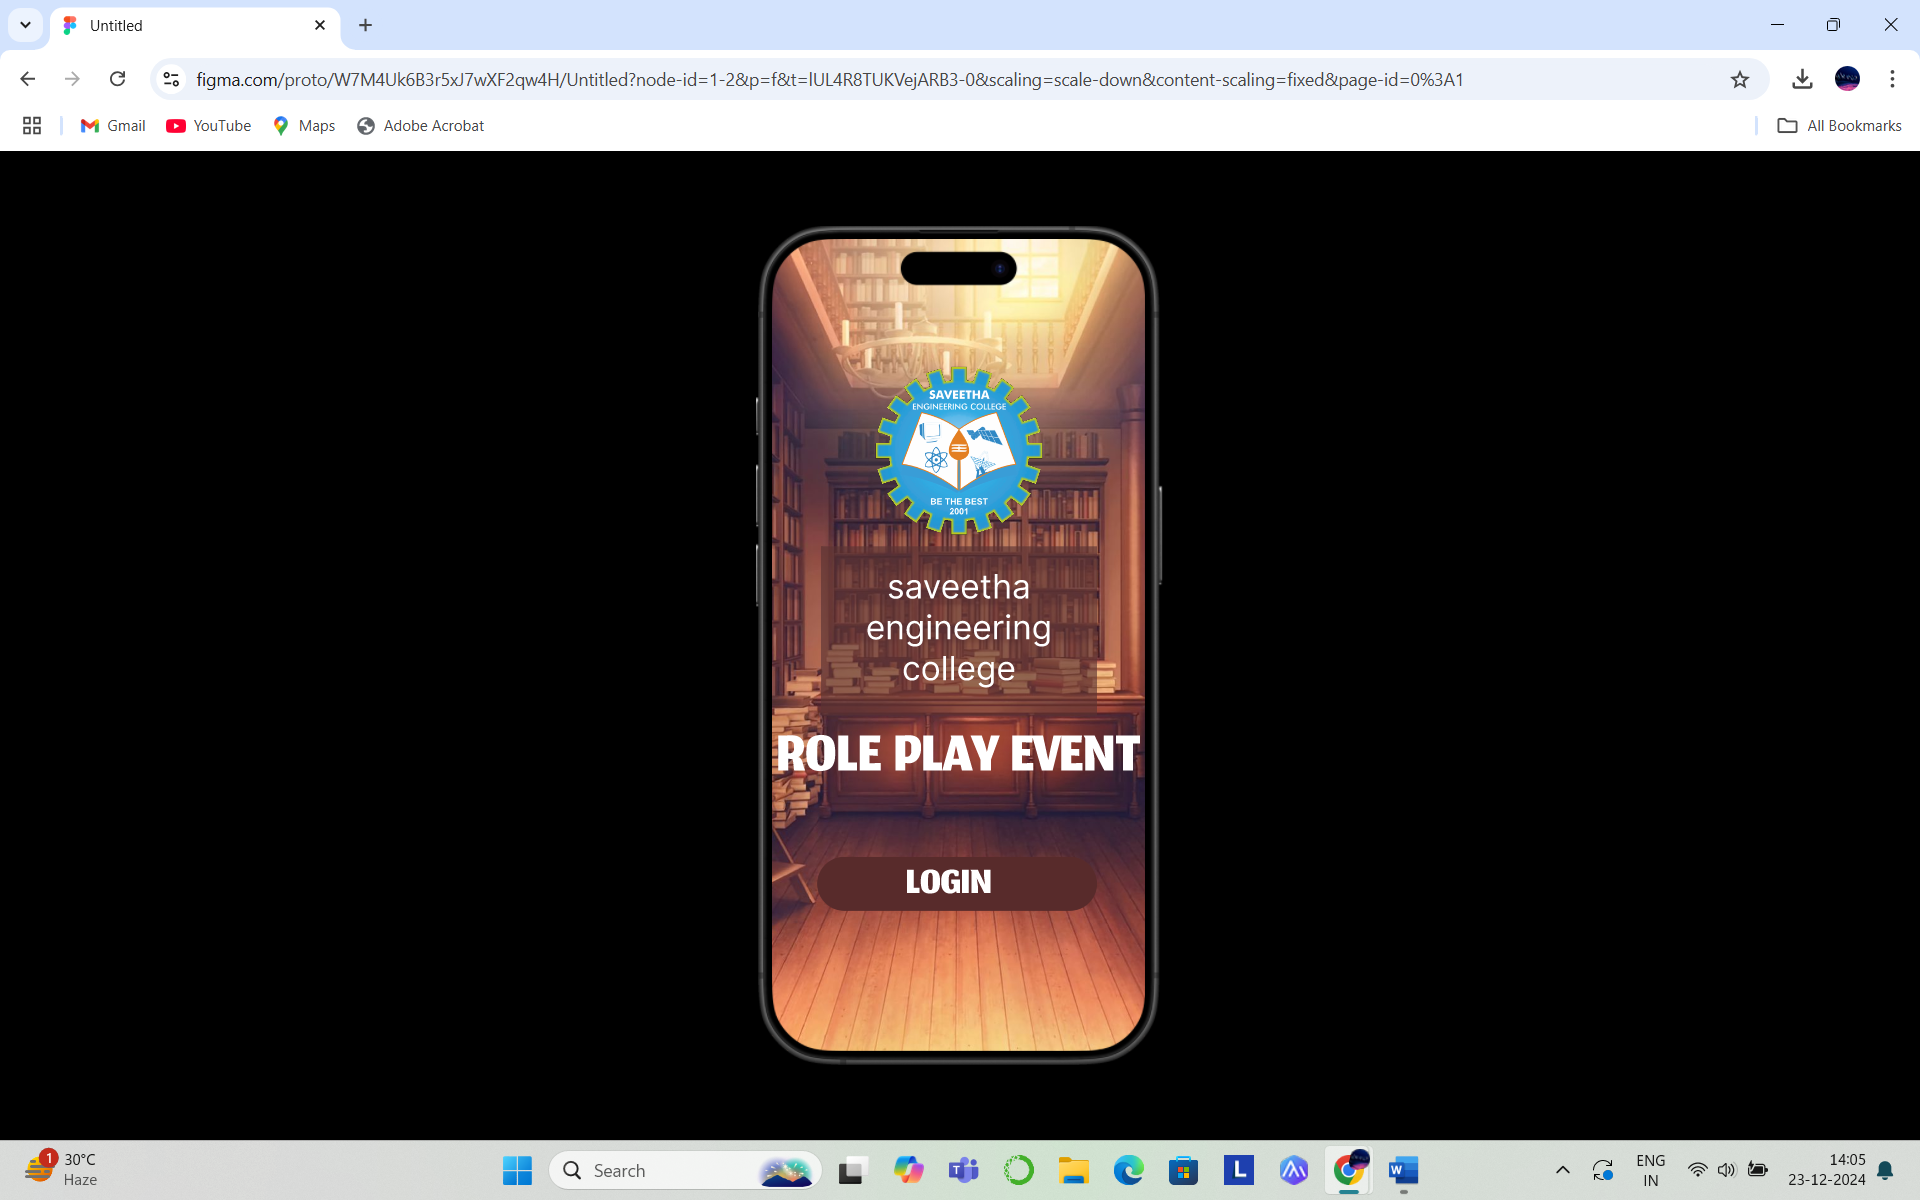 Untitled
figma.com/proto/W7M4Uk6B3r5xJ7wXF2qw4H/Untitled?node-id=1-2&p=f&t=lUL4R8TUKVejARB3-0&scaling=scale-down&content-scaling=fixed&page-id=0%3A1
Gmail
YouTube
Maps
Adobe Acrobat
All Bookmarks
SAVEETHA
ENGINEERING COLLEGE
BE THE BEST
2001
saveetha
engineering
college
ROLE PLAY EVENT
LOGIN
1
30°C
Haze
Search
L
W
ENG
IN
14:05
23-12-2024